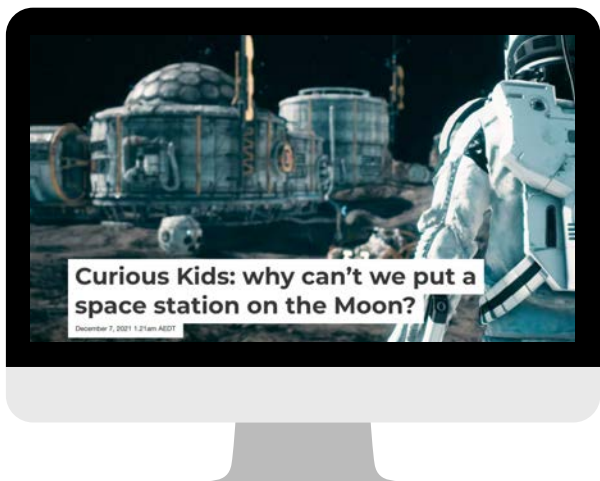 Curious Kids: why can’t we put a
space station on the Moon?
December 7, 2021 1.21am AEDT